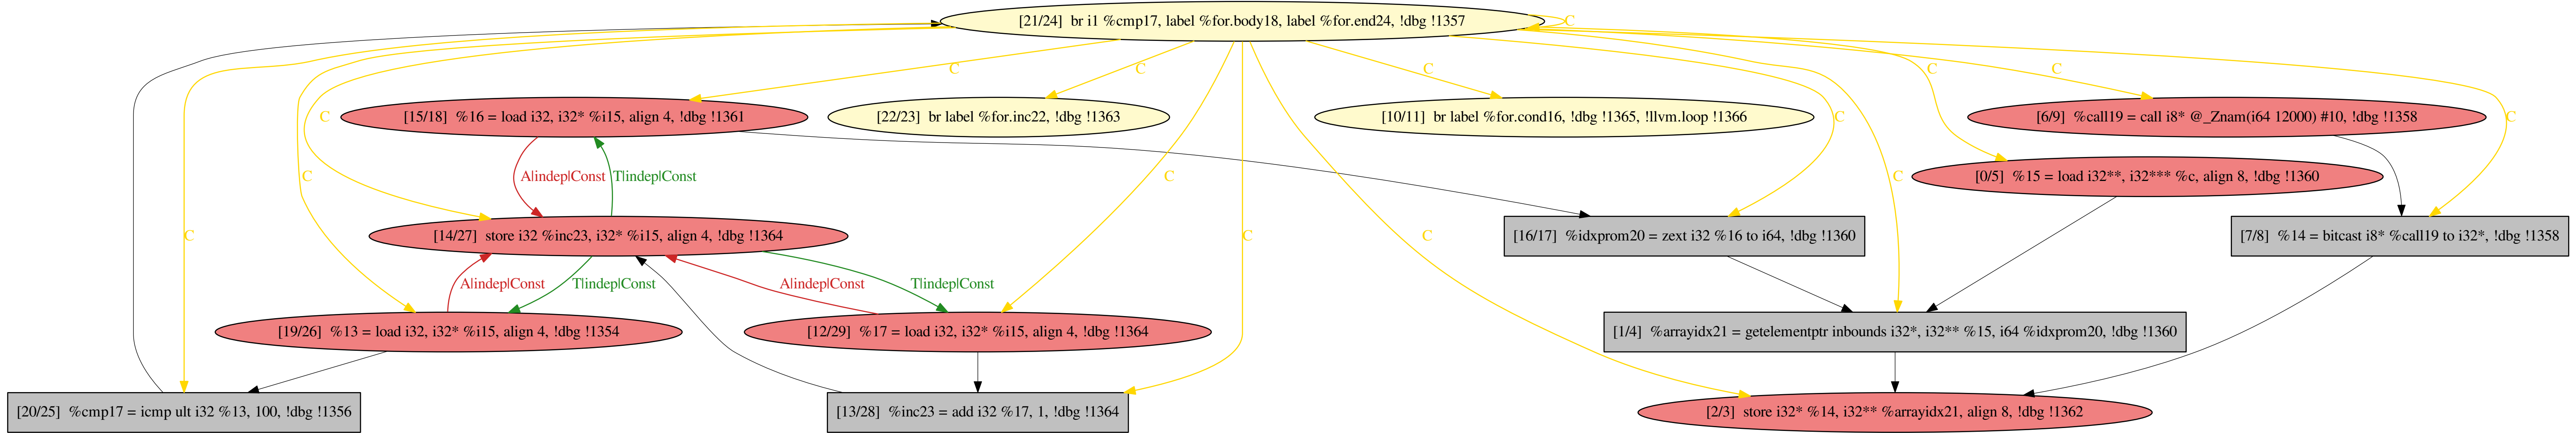 [21/24] br i1 %cmp17, label %for.body18, label %for.end24, !dbg !1357
C
C
C
C
C
C
[15/18] %16 = load i32, i32* %i15, align 4, !dbg !1361
[22/23] br label %for.inc22, !dbg !1363
[10/11] br label %for.cond16, !dbg !1365, !llvm.loop !1366
[6/9] %call19 = call i8* @_Znam(i64 12000) #10, !dbg !1358
C
C
C
C
A|indep|Const
T|indep|Const
C
C
C
[0/5] %15 = load i32**, i32*** %c, align 8, !dbg !1360
C
[14/27] store i32 %inc23, i32* %i15, align 4, !dbg !1364
C
C
[16/17] %idxprom20 = zext i32 %16 to i64, !dbg !1360
[7/8] %14 = bitcast i8* %call19 to i32*, !dbg !1358
A|indep|Const
T|indep|Const
A|indep|Const
T|indep|Const
[19/26] %13 = load i32, i32* %i15, align 4, !dbg !1354
[12/29] %17 = load i32, i32* %i15, align 4, !dbg !1364
[1/4] %arrayidx21 = getelementptr inbounds i32*, i32** %15, i64 %idxprom20, !dbg !1360
[20/25] %cmp17 = icmp ult i32 %13, 100, !dbg !1356
[13/28] %inc23 = add i32 %17, 1, !dbg !1364
[2/3] store i32* %14, i32** %arrayidx21, align 8, !dbg !1362